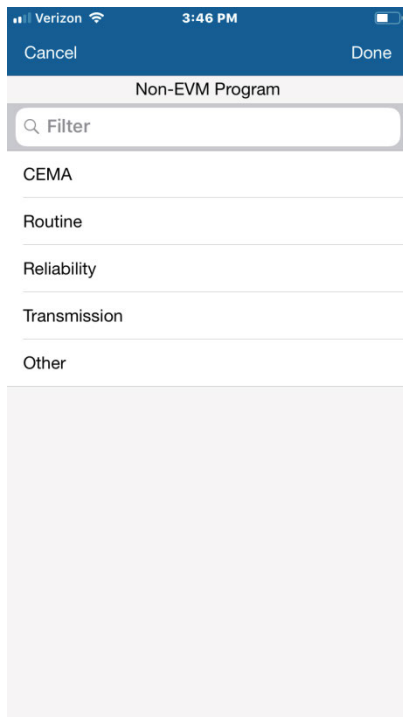 Verizon 3:46 PM
Cancel Done
Non-EVM Program
Filter
CEMA
Routine
Reliability
Transmission
Other